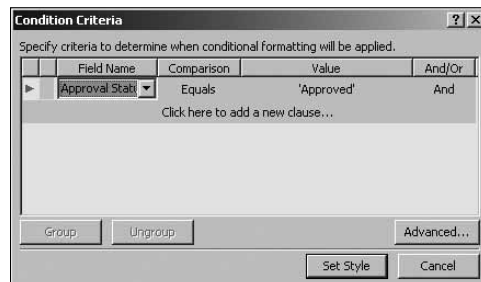 Condition Criteria
Specify criteria to determine when conditional formatting will be applied.
Field Name Comparison Value And/Or
Approval Stat Equals 'Approved' And
Click here to add a new clause...
Group Ungroup Advanced...
Set Style Cancel